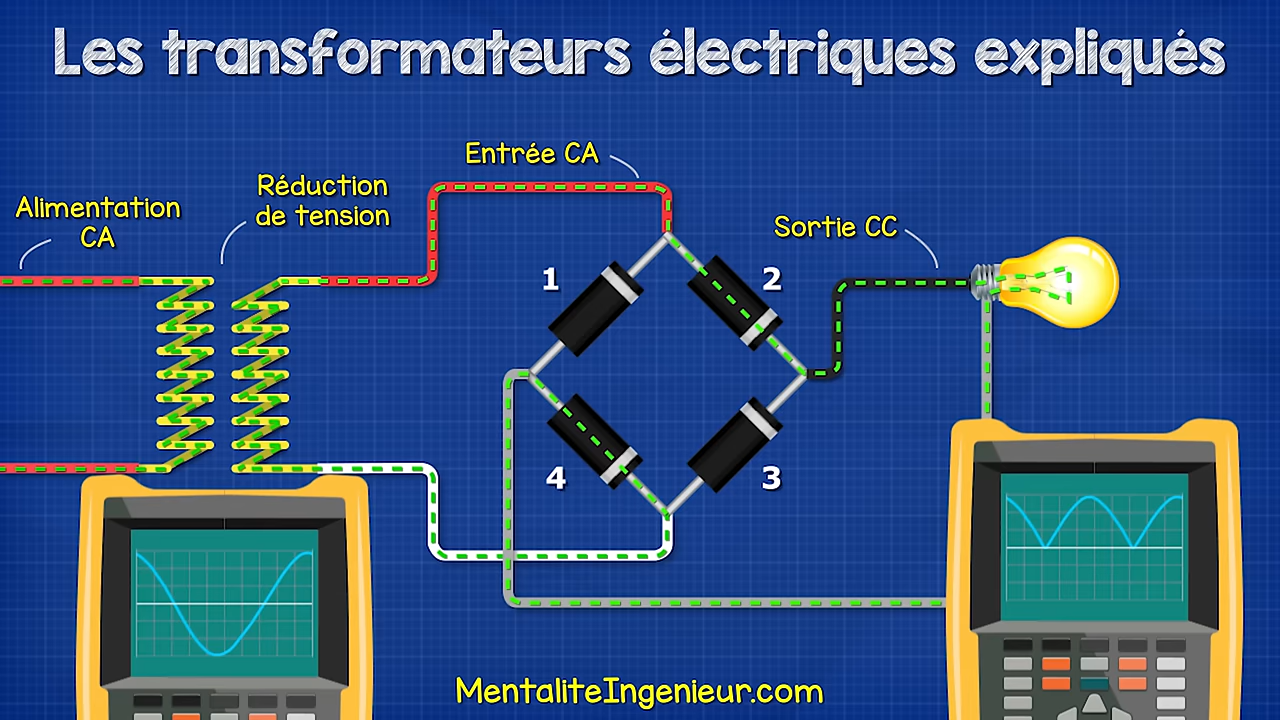 Les transformateurs électriques expliqués
Entrée CA
Réduction
de tension
Alimentation
CA
Sortie CC
1
2
4
3
MentaliteIngenieur.com